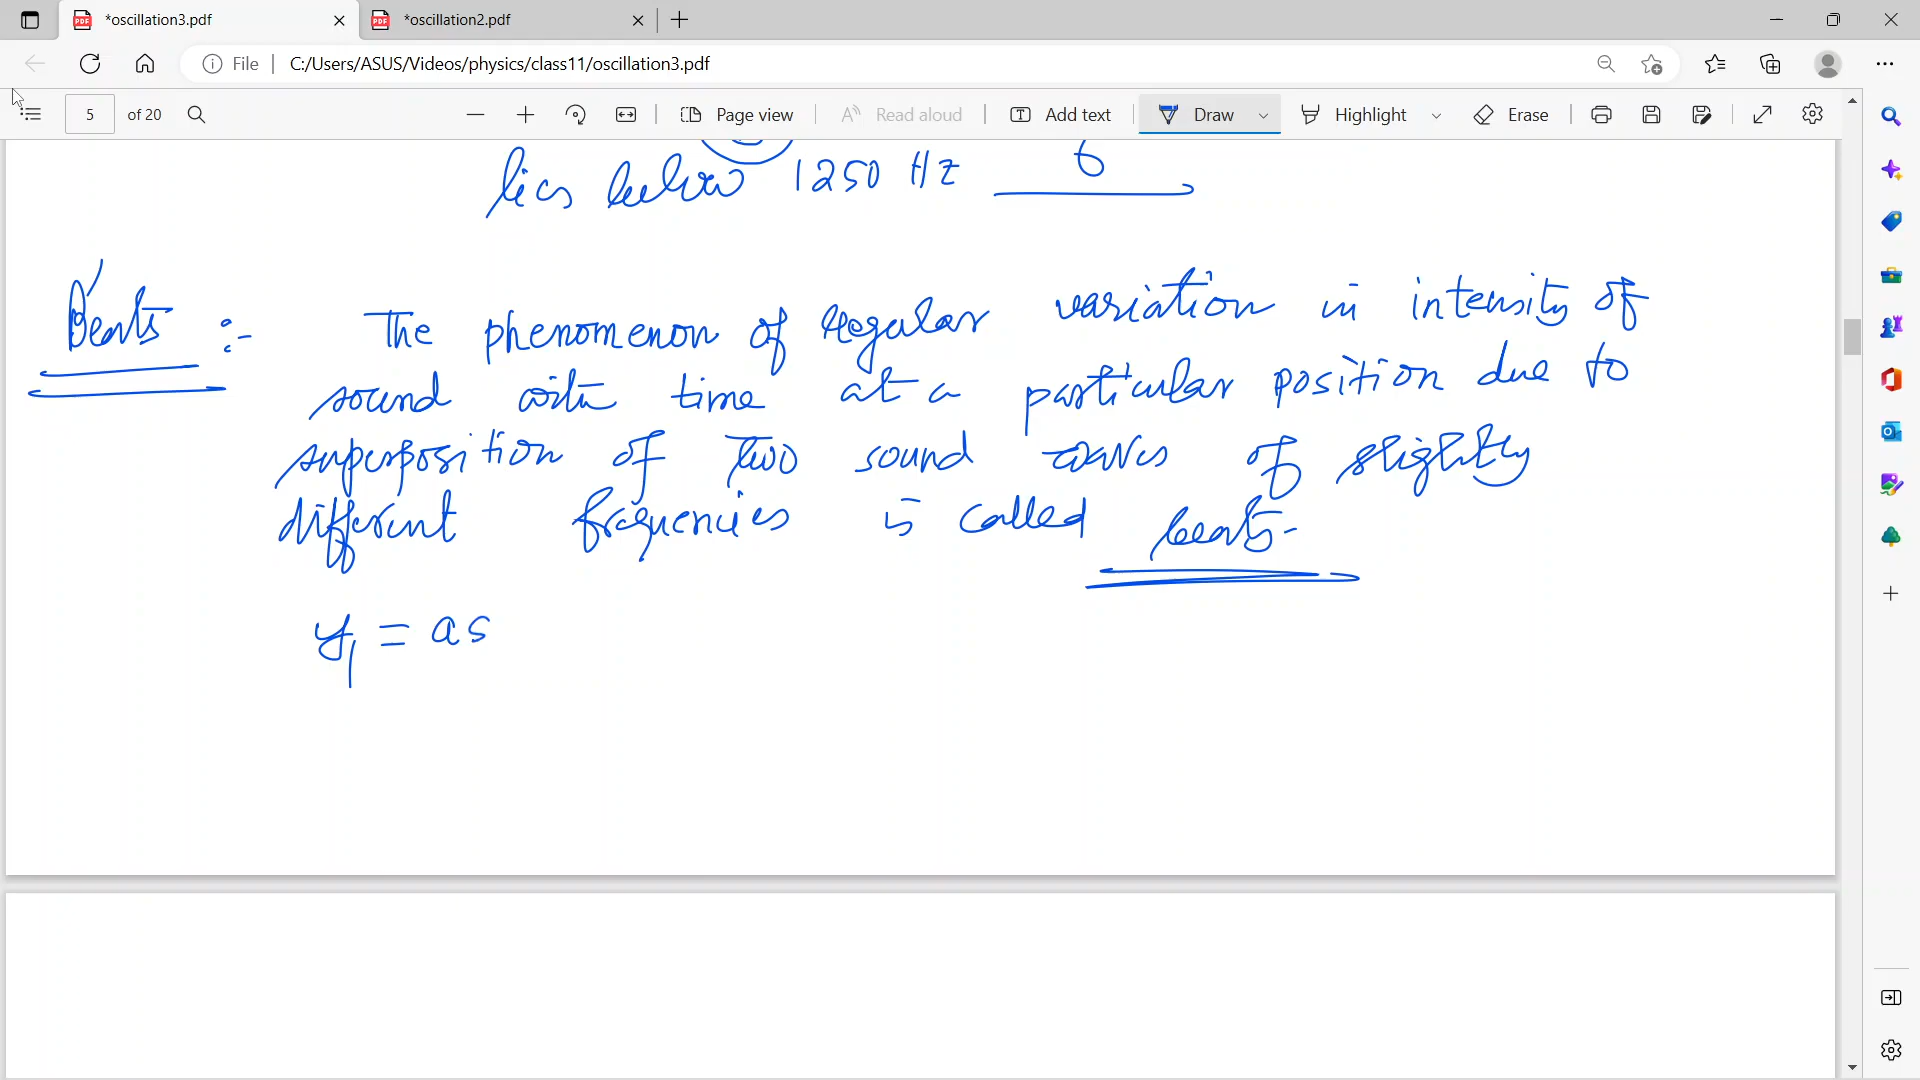 *oscillation3.pdf
*oscillation2.pdf
File C:/Users/ASUS/Videos/physics/class11/oscillation3.pdf
5 of 20 Page view Read aloud Add text Draw Highlight Erase
lies below 1250 Hz
Beats :- The phenomenon of regular variation in intensity of
sound with time at a particular position due to
superposition of two sound waves of slightly
different frequencies is called beats-
y₁ = as